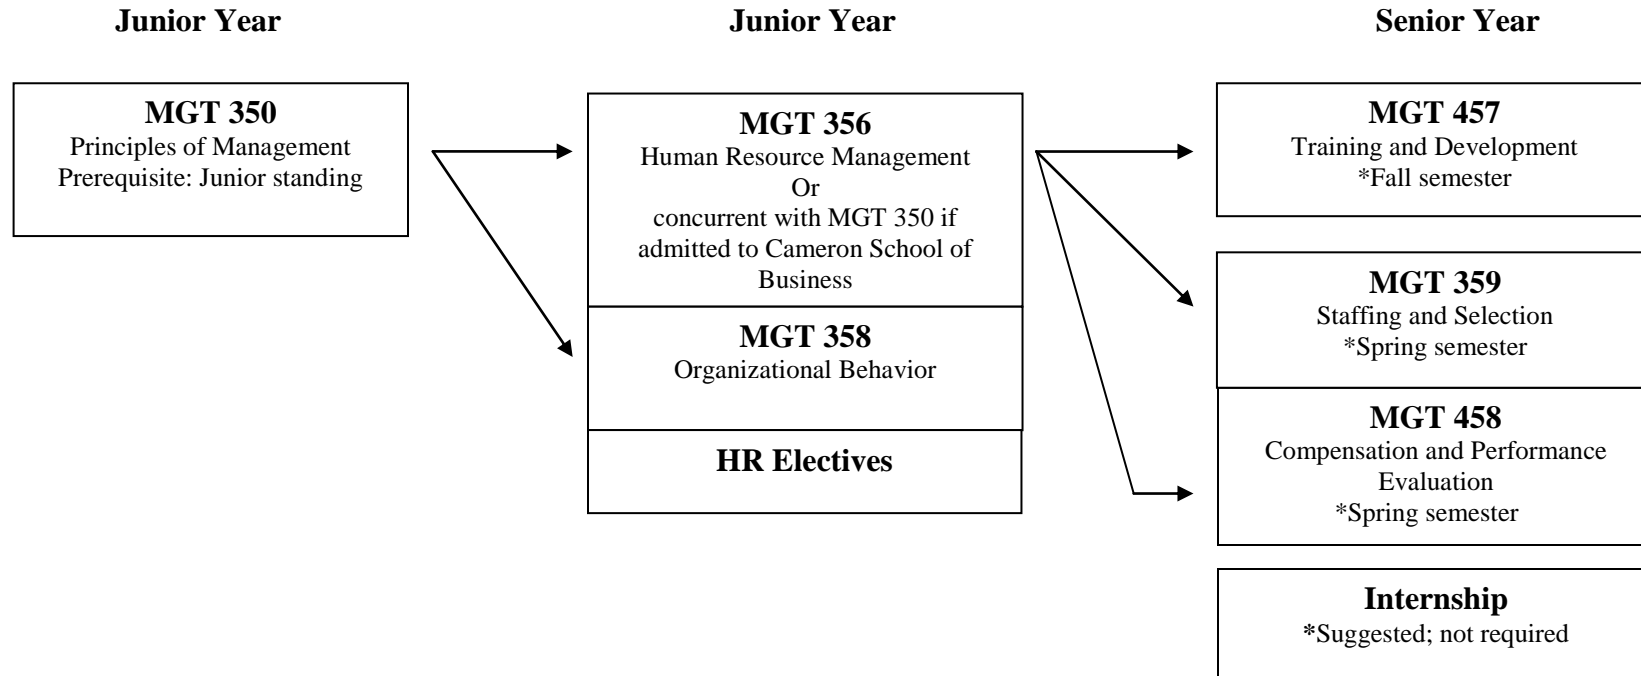 Junior Year
Junior Year
Senior Year
MGT 350
Principles of Management
Prerequisite: Junior standing
MGT 356
Human Resource Management
Or
concurrent with MGT 350 if
admitted to Cameron School of
Business
MGT 358
Organizational Behavior
HR Electives
MGT 457
Training and Development
*Fall semester
MGT 359
Staffing and Selection
*Spring semester
MGT 458
Compensation and Performance
Evaluation
*Spring semester
Internship
*Suggested; not required